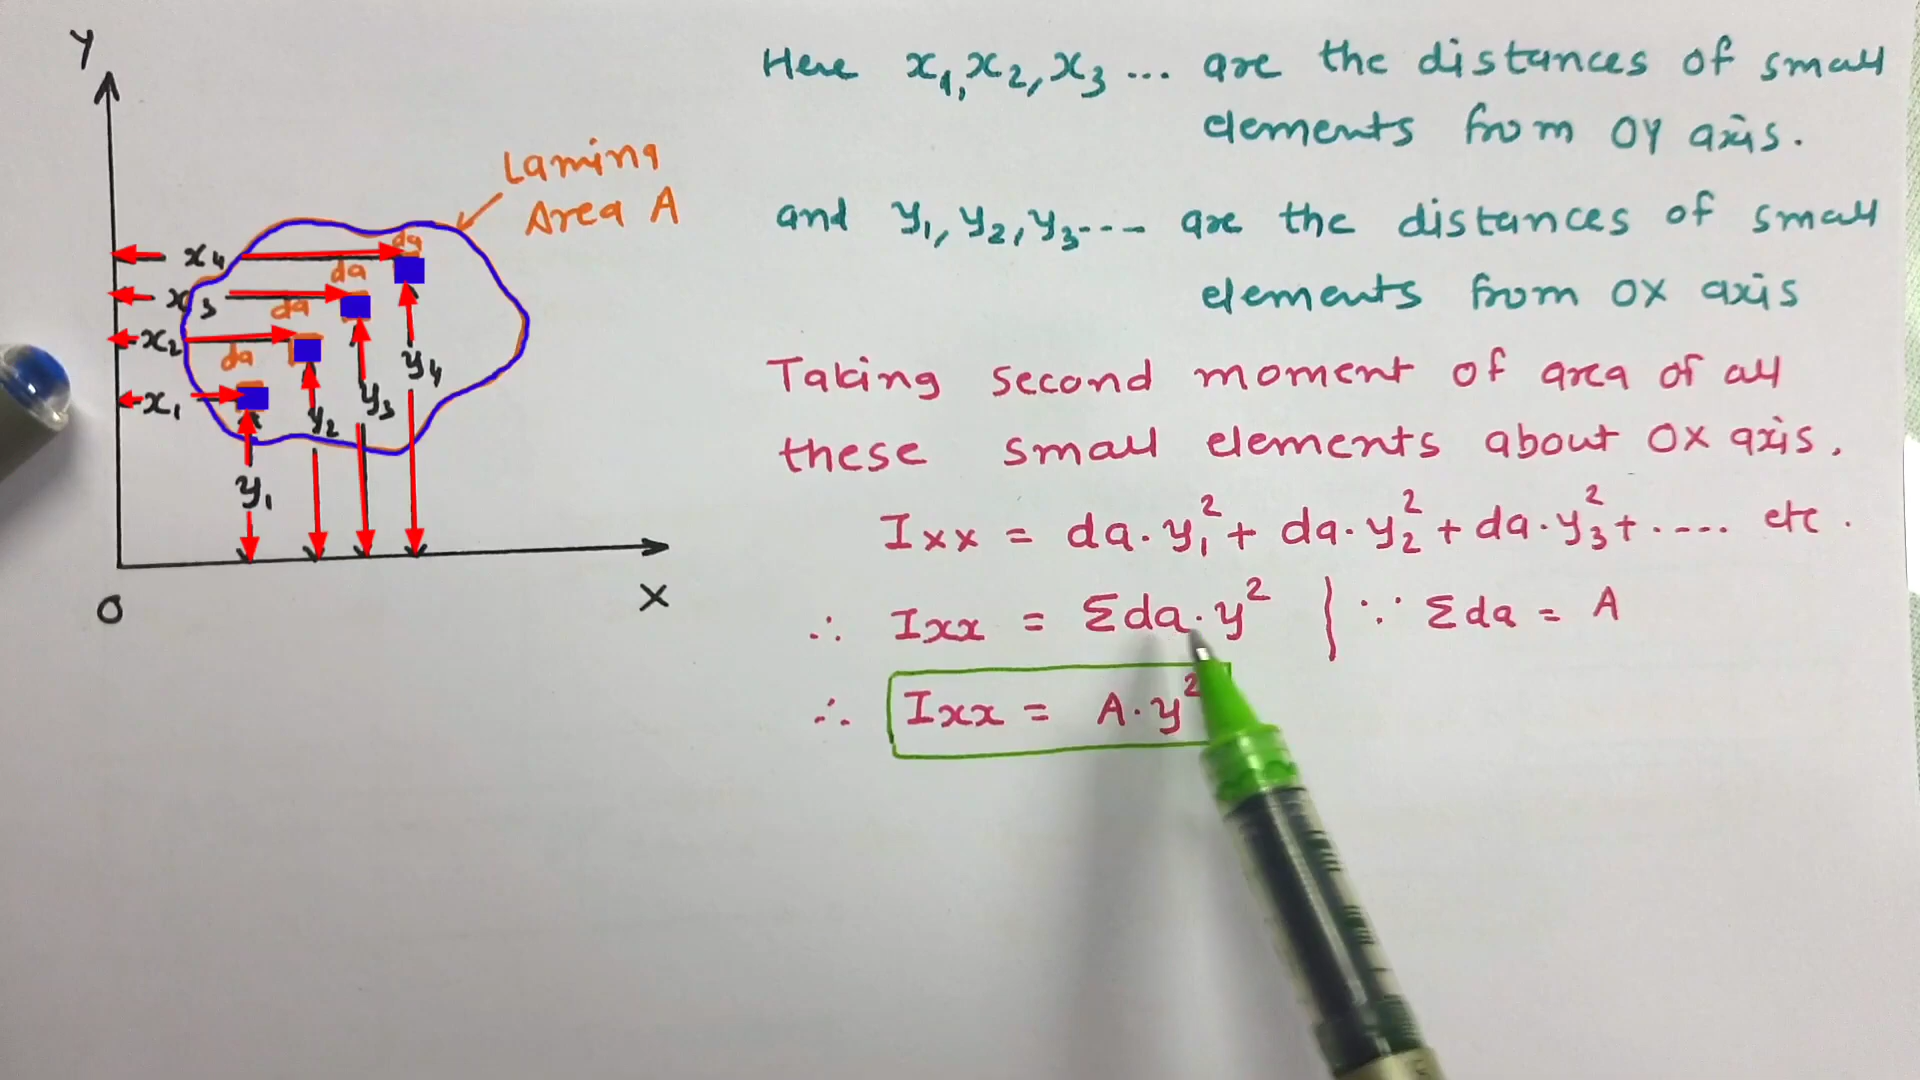 Y
Lamina
Area A
da
x4
da
x3
da
x2
da
y4
y3
x1
y2
y1
O
X
Here x₁, x₂, x₃ ... are the distances of small
elements from OY axis.
and y₁, y₂, y₃---- are the distances of small
elements from OX axis
Taking second moment of area of all
these small elements about OX axis.
Ixx = da·y₁² + da·y₂² + da·y₃² + .... etc.
∴ Ixx = Σda·y² | ∵ Σda = A
∴ Ixx = A·y²